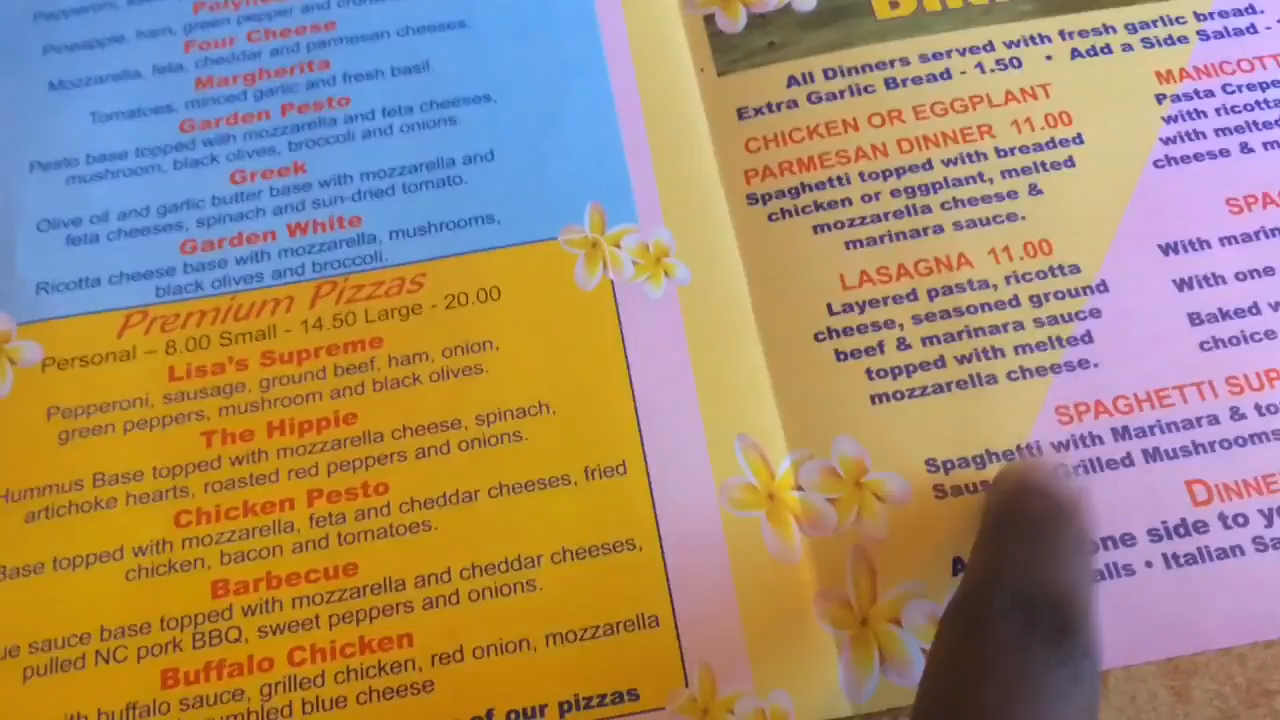 Pepperoni,
Polynes
Pineapple, ham, green pepper and
Four Cheese
Mozzarella, feta, cheddar and parmesan cheeses.
Margherita
Tomatoes, minced garlic and fresh basil.
Garden Pesto
Pesto base topped with mozzarella and feta cheeses,
mushroom, black olives, broccoli and onions.
Greek
Olive oil and garlic butter base with mozzarella and
feta cheeses, spinach and sun-dried tomato.
Garden White
Ricotta cheese base with mozzarella, mushrooms,
black olives and broccoli.
Premium Pizzas
Personal – 8.00 Small - 14.50 Large - 20.00
Lisa's Supreme
Pepperoni, sausage, ground beef, ham, onion,
green peppers, mushroom and black olives.
The Hippie
Hummus Base topped with mozzarella cheese, spinach,
artichoke hearts, roasted red peppers and onions.
Chicken Pesto
Base topped with mozzarella, feta and cheddar cheeses, fried
chicken, bacon and tomatoes.
Barbecue
ue sauce base topped with mozzarella and cheddar cheeses,
pulled NC pork BBQ, sweet peppers and onions.
Buffalo Chicken
th buffalo sauce, grilled chicken, red onion, mozzarella
umbled blue cheese
of our pizzas
All Dinners served with fresh garlic bread.
Extra Garlic Bread - 1.50 • Add a Side Salad -
CHICKEN OR EGGPLANT
PARMESAN DINNER 11.00
Spaghetti topped with breaded
chicken or eggplant, melted
mozzarella cheese &
marinara sauce.
LASAGNA 11.00
Layered pasta, ricotta
cheese, seasoned ground
beef & marinara sauce
topped with melted
mozzarella cheese.
MANICOTT
Pasta Crepe
with ricotta
with melted
cheese & m
SPA
With marin
With one
Baked w
choice
SPAGHETTI SUP
Spaghetti with Marinara & to
Saus Grilled Mushrooms
DINNE
A one side to yo
alls • Italian Sa